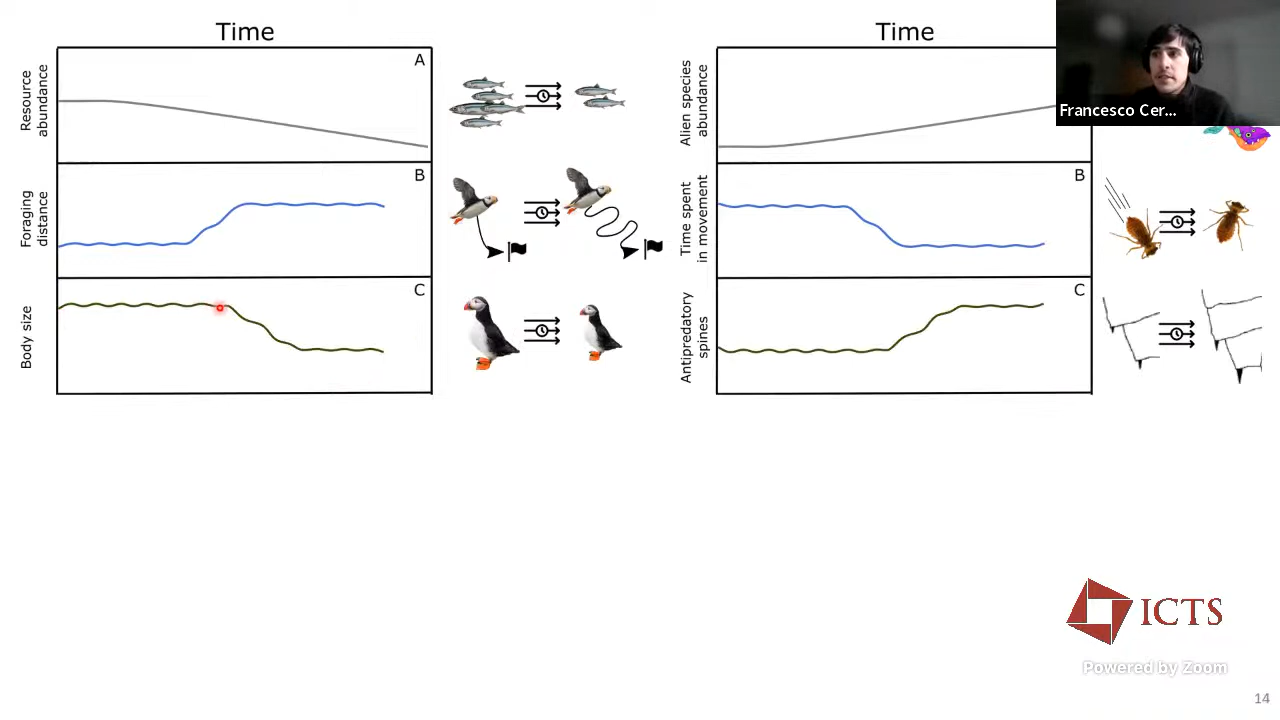 Time
A
Resource
abundance
B
Foraging
distance
C
Body size
Time
Alien species
abundance
B
Time spent
in movement
C
Antipredatory
spines
Francesco Cer...
ICTS
Powered by Zoom
14